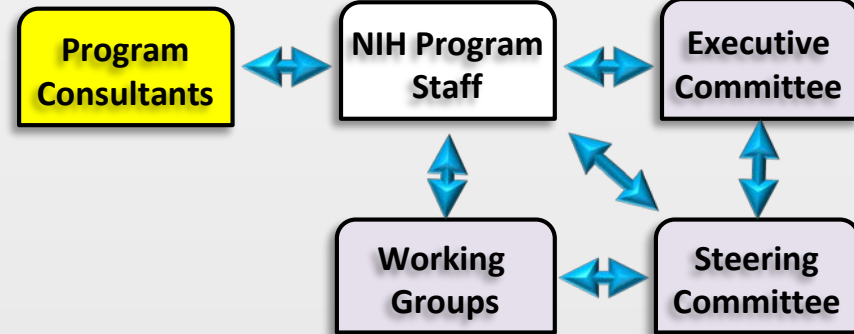 Program
Consultants
NIH Program
Staff
Executive
Committee
Working
Groups
Steering
Committee